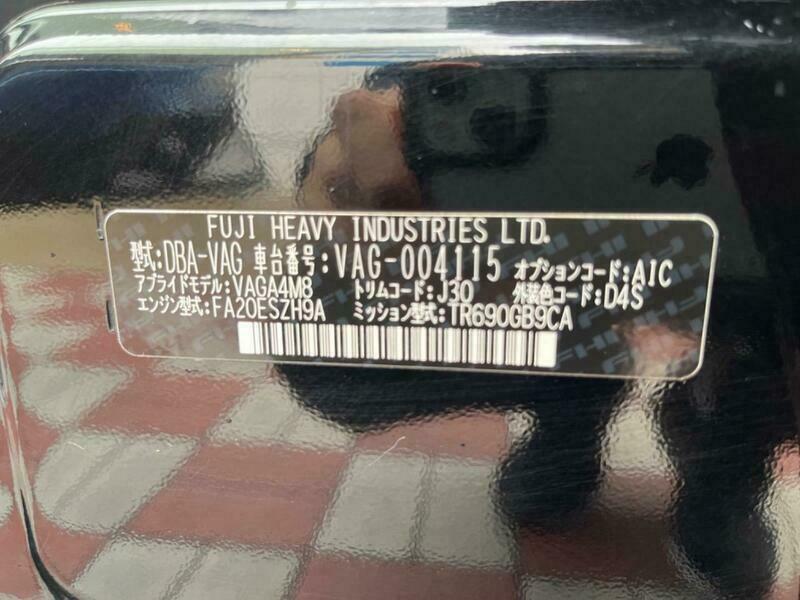 FUJI HEAVY INDUSTRIES LTD.
型式:DBA-VAG 車台番号:VAG-004115 オプションコード:AIC
アプライドモデル:VAGA4M8 トリムコード:J30 外装色コード:D4S
エンジン型式:FA20ESZH9A ミッション型式:TR690GB9CA